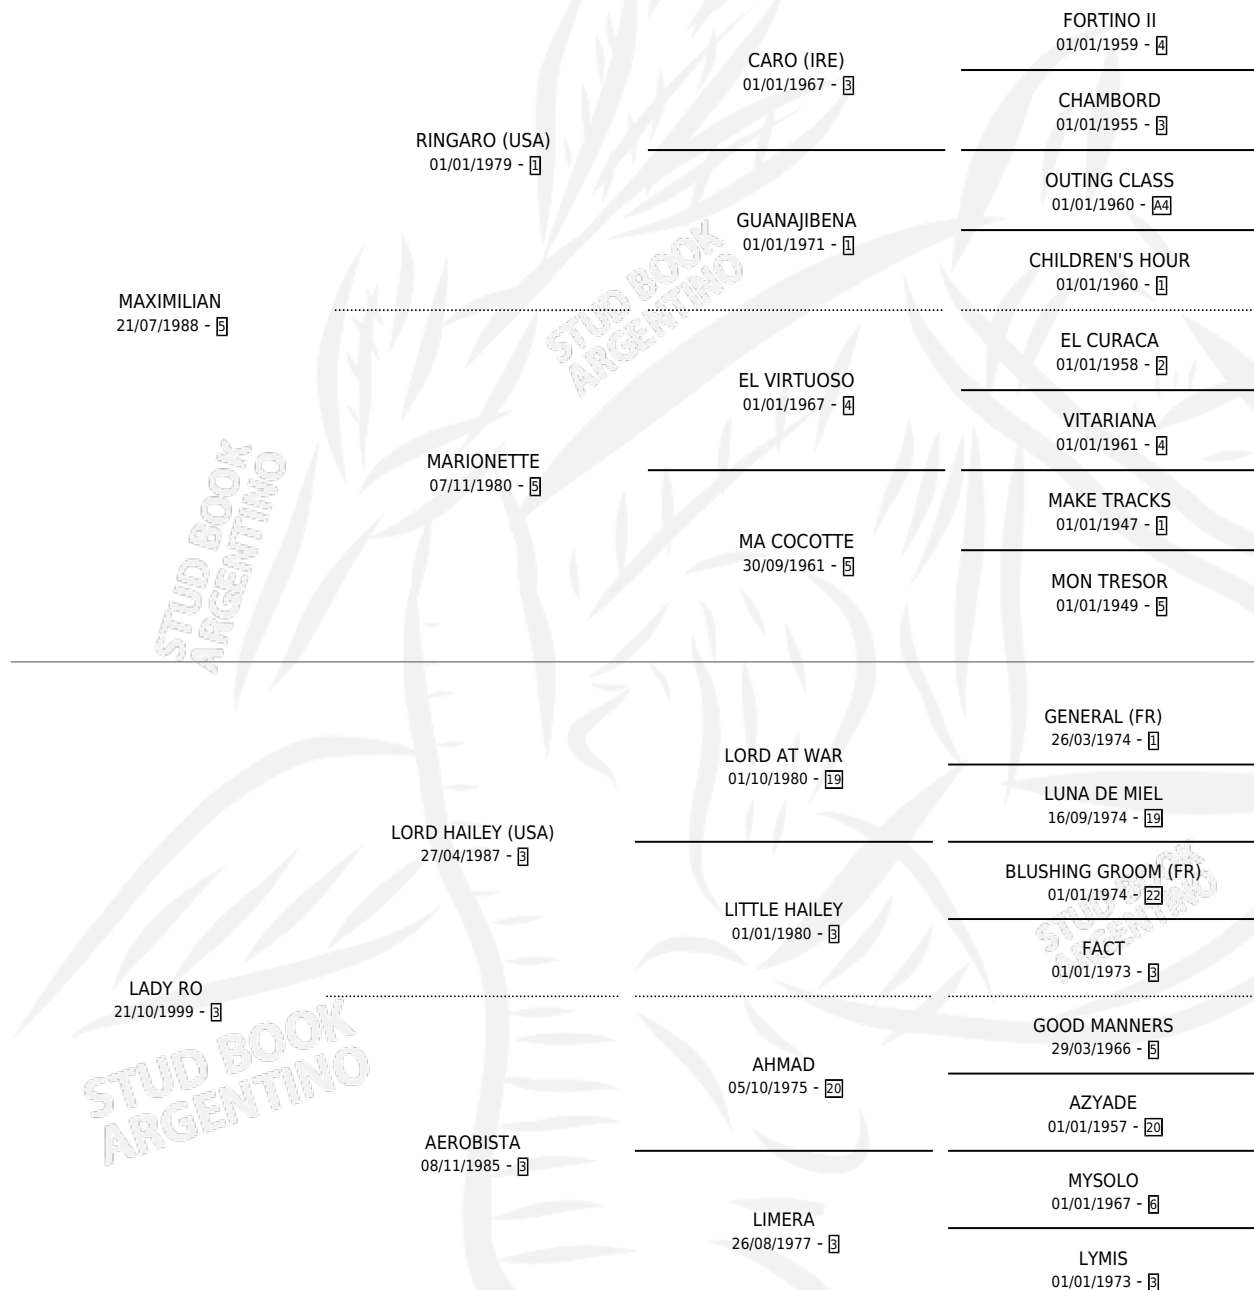 FORTINO II
01/01/1959 - 4
CARO (IRE)
01/01/1967 - 3
CHAMBORD
01/01/1955 - 3
RINGARO (USA)
01/01/1979 - 1
OUTING CLASS
01/01/1960 - A4
GUANAJIBENA
01/01/1971 - 1
CHILDREN'S HOUR
01/01/1960 - 1
MAXIMILIAN
21/07/1988 - 5
EL CURACA
01/01/1958 - 2
EL VIRTUOSO
01/01/1967 - 4
VITARIANA
01/01/1961 - 4
MARIONETTE
07/11/1980 - 5
MAKE TRACKS
01/01/1947 - 1
MA COCOTTE
30/09/1961 - 5
MON TRESOR
01/01/1949 - 5
STUD BOOK
ARGENTINO
STUD BOOK
ARGENTINO
GENERAL (FR)
26/03/1974 - 1
LORD AT WAR
01/10/1980 - 19
LUNA DE MIEL
16/09/1974 - 19
LORD HAILEY (USA)
27/04/1987 - 3
BLUSHING GROOM (FR)
01/01/1974 - 22
LITTLE HAILEY
01/01/1980 - 3
FACT
01/01/1973 - 3
STUD BOOK
ARGENTINO
LADY RO
21/10/1999 - 3
GOOD MANNERS
29/03/1966 - 5
AHMAD
05/10/1975 - 20
AZYADE
01/01/1957 - 20
AEROBISTA
08/11/1985 - 3
MYSOLO
01/01/1967 - 6
LIMERA
26/08/1977 - 3
LYMIS
01/01/1973 - 3
STUD BOOK
ARGENTINO